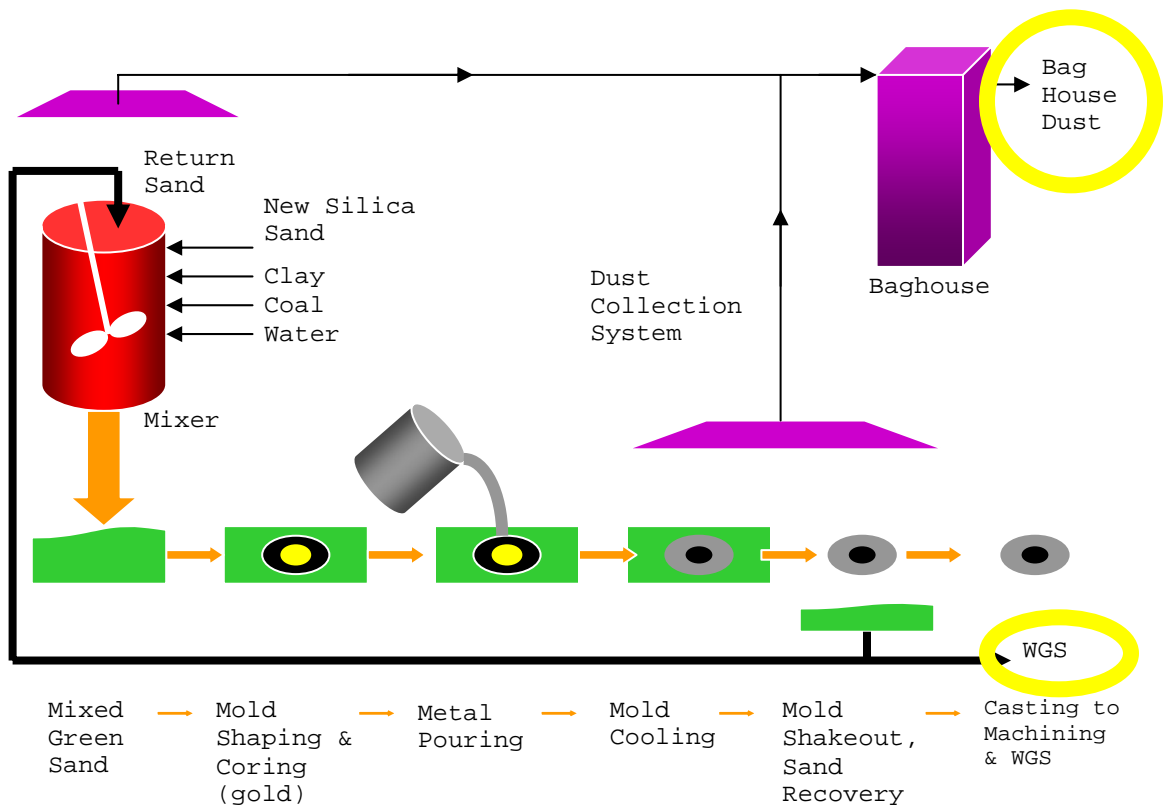 Bag
House
Dust
Return
Sand
New Silica
Sand
Clay
Coal
Water
Dust
Collection
System
Baghouse
Mixer
WGS
Mixed
Green
Sand
Mold
Shaping &
Coring
(gold)
Metal
Pouring
Mold
Cooling
Mold
Shakeout,
Sand
Recovery
Casting to
Machining
& WGS